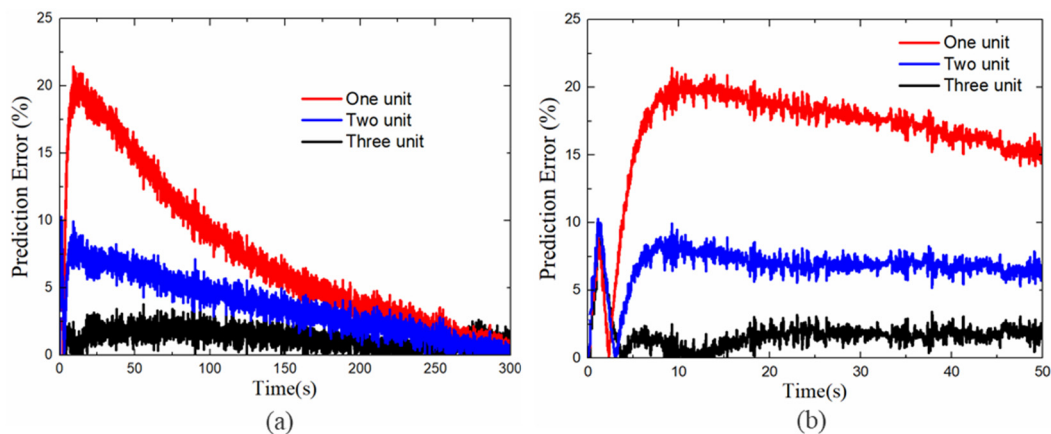 25
20
15
10
5
0
Prediction Error (%)
One unit
Two unit
Three unit
0 50 100 150 200 250 300
Time(s)
(a)
25
20
15
10
5
0
Prediction Error (%)
One unit
Two unit
Three unit
0 10 20 30 40 50
Time(s)
(b)